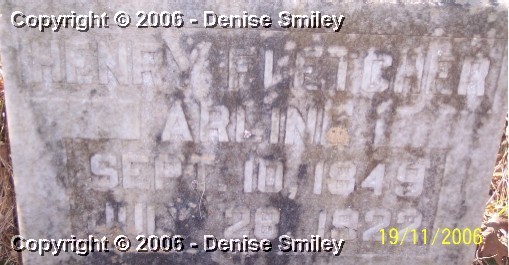 Copyright © 2006 - Denise Smiley
HENRY FLETCHER
SEPT. 10, 1849
19/11/2006
Copyright © 2006 - Denise Smiley